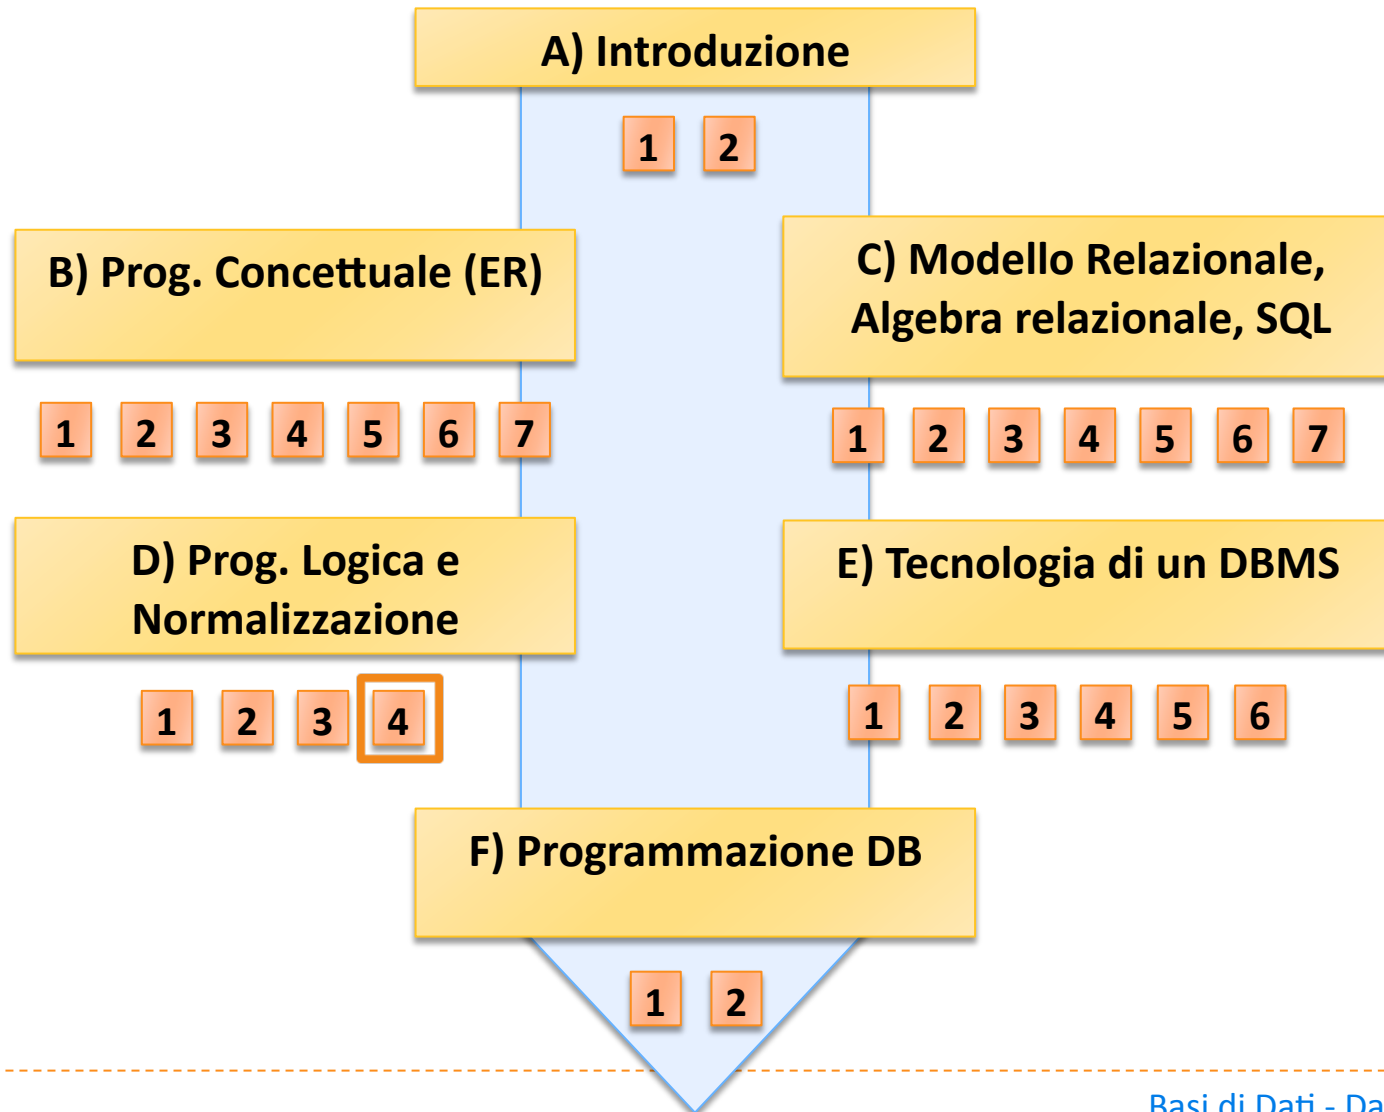 A) Introduzione
1 2
B) Prog. Concettuale (ER)
C) Modello Relazionale,
Algebra relazionale, SQL
1 2 3 4 5 6 7
1 2 3 4 5 6 7
D) Prog. Logica e
Normalizzazione
E) Tecnologia di un DBMS
1 2 3 4
1 2 3 4 5 6
F) Programmazione DB
1 2
Basi di Dati - Da